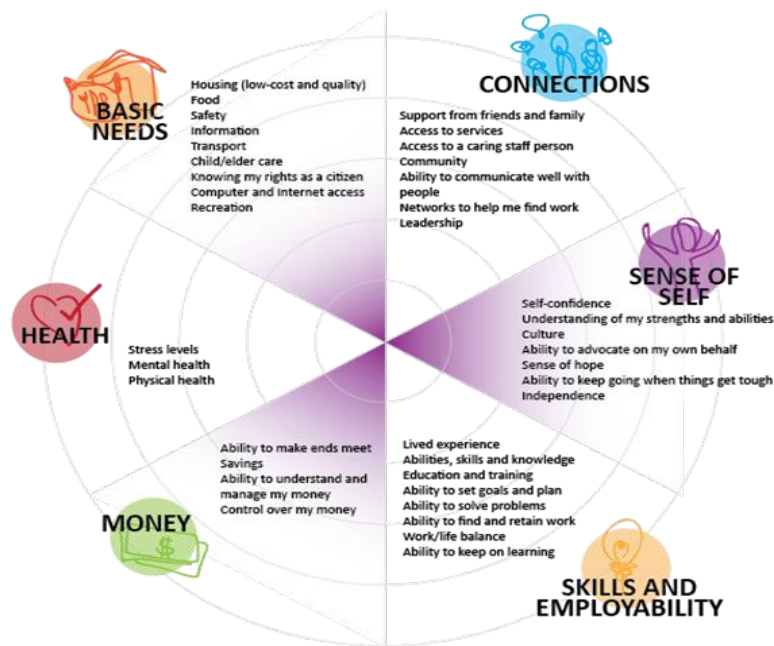 BASIC
NEEDS
Housing (low-cost and quality)
Food
Safety
Information
Transport
Child/elder care
Knowing my rights as a citizen
Computer and Internet access
Recreation
CONNECTIONS
Support from friends and family
Access to services
Access to a caring staff person
Community
Ability to communicate well with
people
Networks to help me find work
Leadership
SENSE OF
SELF
Self-confidence
Understanding of my strengths and abilities
Culture
Ability to advocate on my own behalf
Sense of hope
Ability to keep going when things get tough
Independence
HEALTH
Stress levels
Mental health
Physical health
MONEY
$
Ability to make ends meet
Savings
Ability to understand and
manage my money
Control over my money
Lived experience
Abilities, skills and knowledge
Education and training
Ability to set goals and plan
Ability to solve problems
Ability to find and retain work
Work/life balance
Ability to keep on learning
SKILLS AND
EMPLOYABILITY